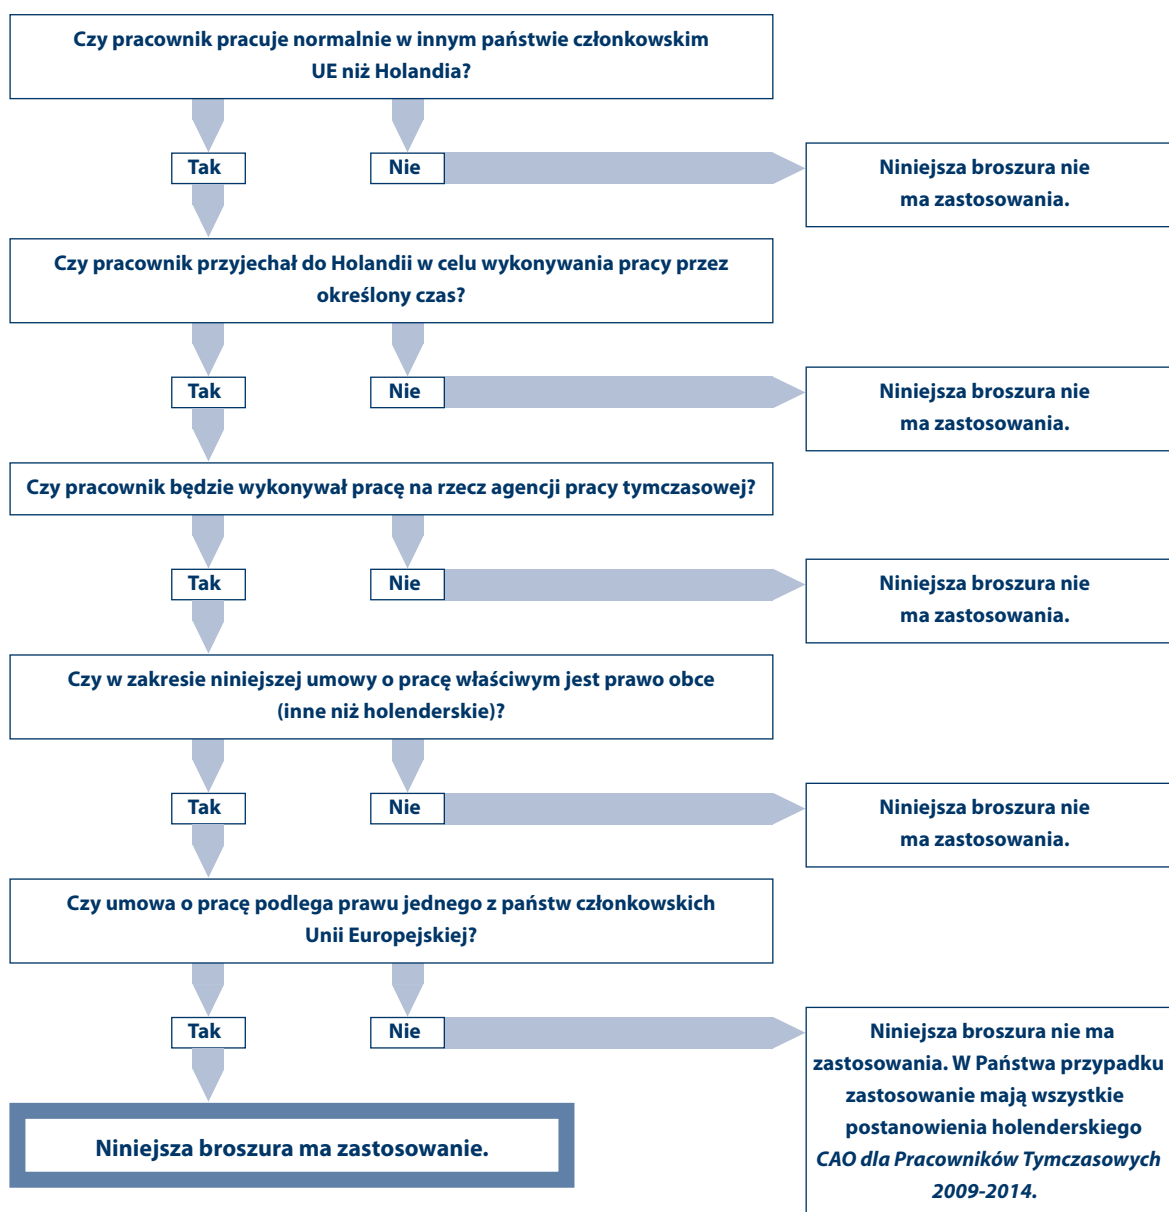 Czy pracownik pracuje normalnie w innym państwie członkowskim
UE niż Holandia?
Tak
Nie
Niniejsza broszura nie
ma zastosowania.
Czy pracownik przyjechał do Holandii w celu wykonywania pracy przez
określony czas?
Tak
Nie
Niniejsza broszura nie
ma zastosowania.
Czy pracownik będzie wykonywał pracę na rzecz agencji pracy tymczasowej?
Tak
Nie
Niniejsza broszura nie
ma zastosowania.
Czy w zakresie niniejszej umowy o pracę właściwym jest prawo obce
(inne niż holenderskie)?
Tak
Nie
Niniejsza broszura nie
ma zastosowania.
Czy umowa o pracę podlega prawu jednego z państw członkowskich
Unii Europejskiej?
Tak
Nie
Niniejsza broszura nie ma
zastosowania. W Państwa przypadku
zastosowanie mają wszystkie
postanowienia holenderskiego
CAO dla Pracowników Tymczasowych
2009-2014.
Niniejsza broszura ma zastosowanie.